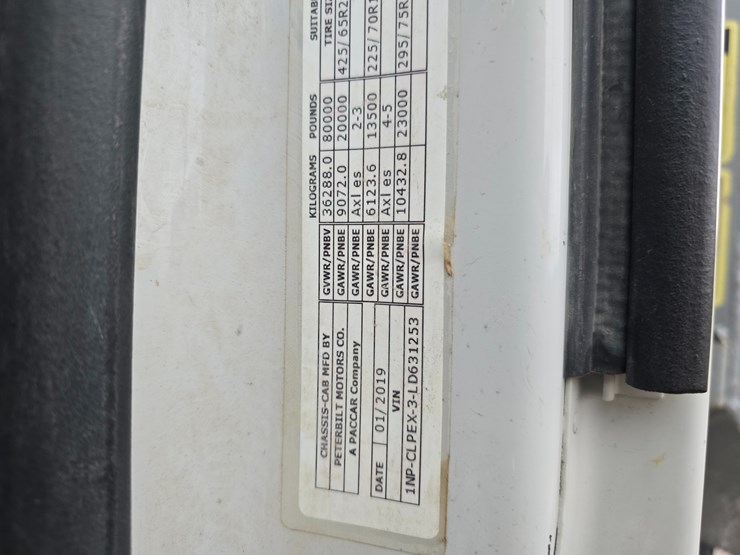 CHASSIS-CAB MFD BY
PETERBILT MOTORS CO.
A PACCAR Company
DATE 01/2019
VIN
1NP-CLPEX-3-LD631253
KILOGRAMS POUNDS
GVWR/PNBV 36288.0 80000
GAWR/PNBE 9072.0 20000 425/65R2
GAWR/PNBE Axles 2-3
GAWR/PNBE 6123.6 13500 225/70R1
GAWR/PNBE Axles 4-5
GAWR/PNBE 10432.8 23000 295/75R
GAWR/PNBE